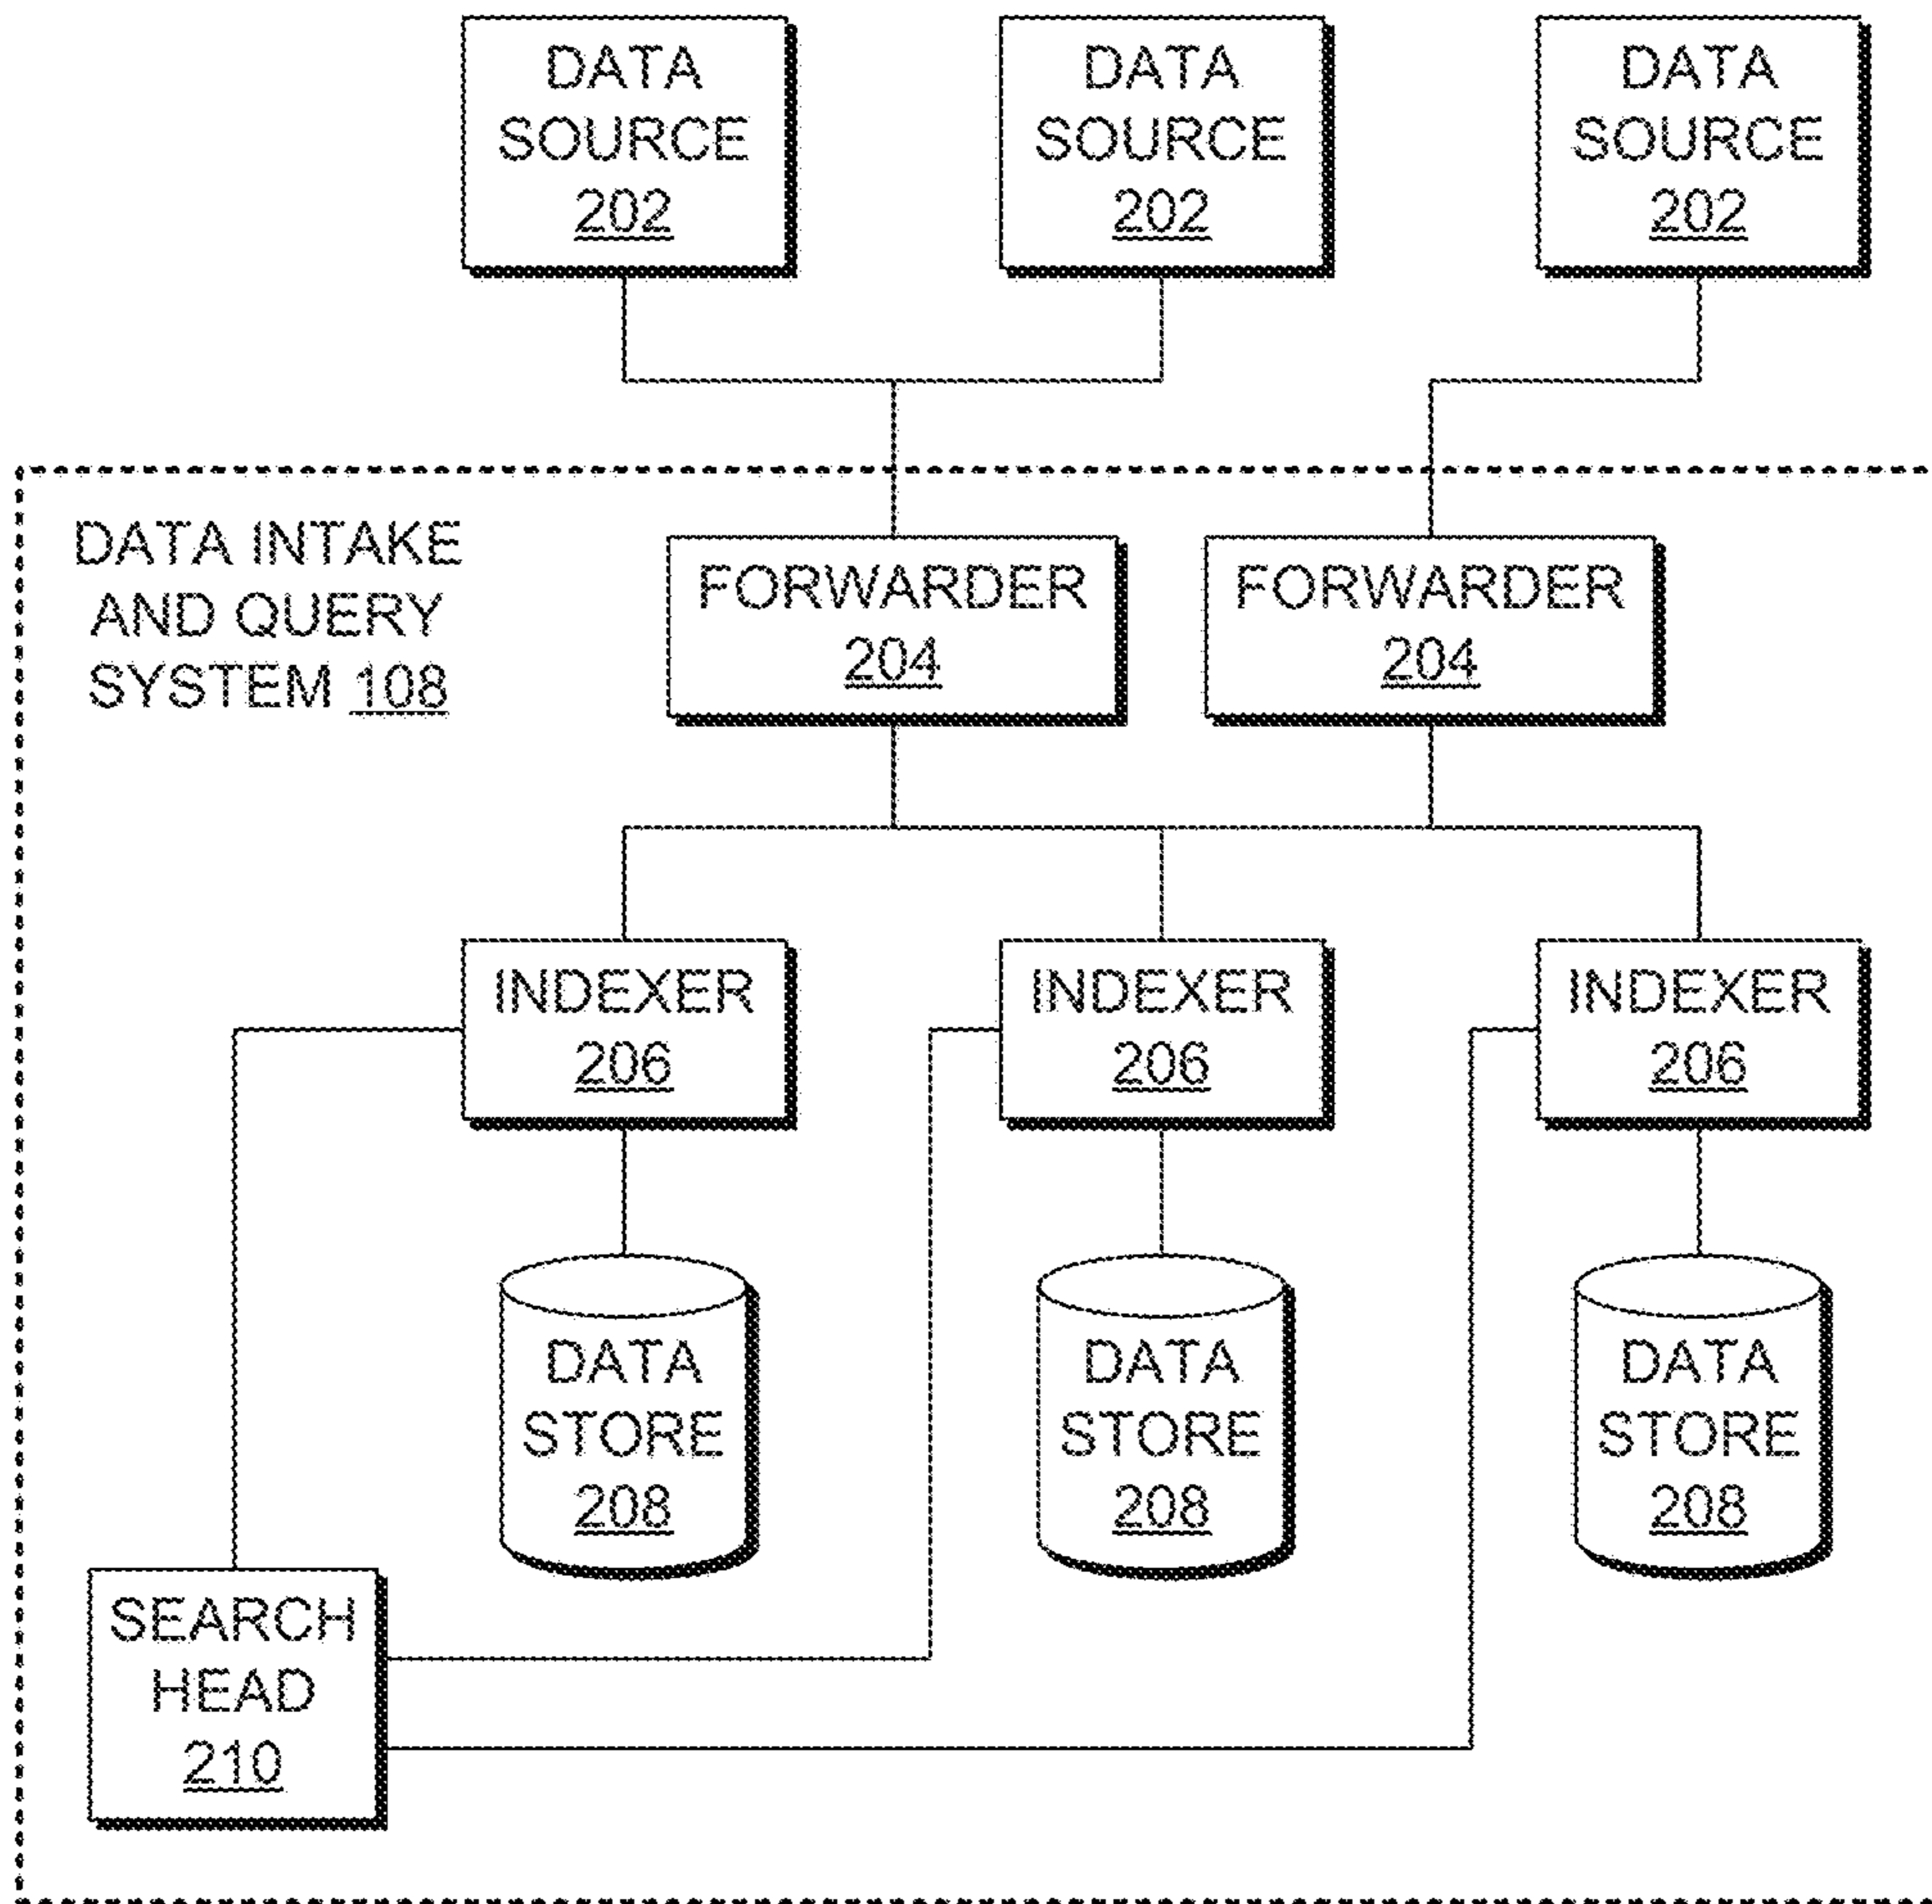 DATA
SOURCE
202
DATA
SOURCE
202
DATA
SOURCE
202
DATA INTAKE
AND QUERY
SYSTEM 108
FORWARDER
204
FORWARDER
204
INDEXER
206
INDEXER
206
INDEXER
206
DATA
STORE
208
DATA
STORE
208
DATA
STORE
208
SEARCH
HEAD
210